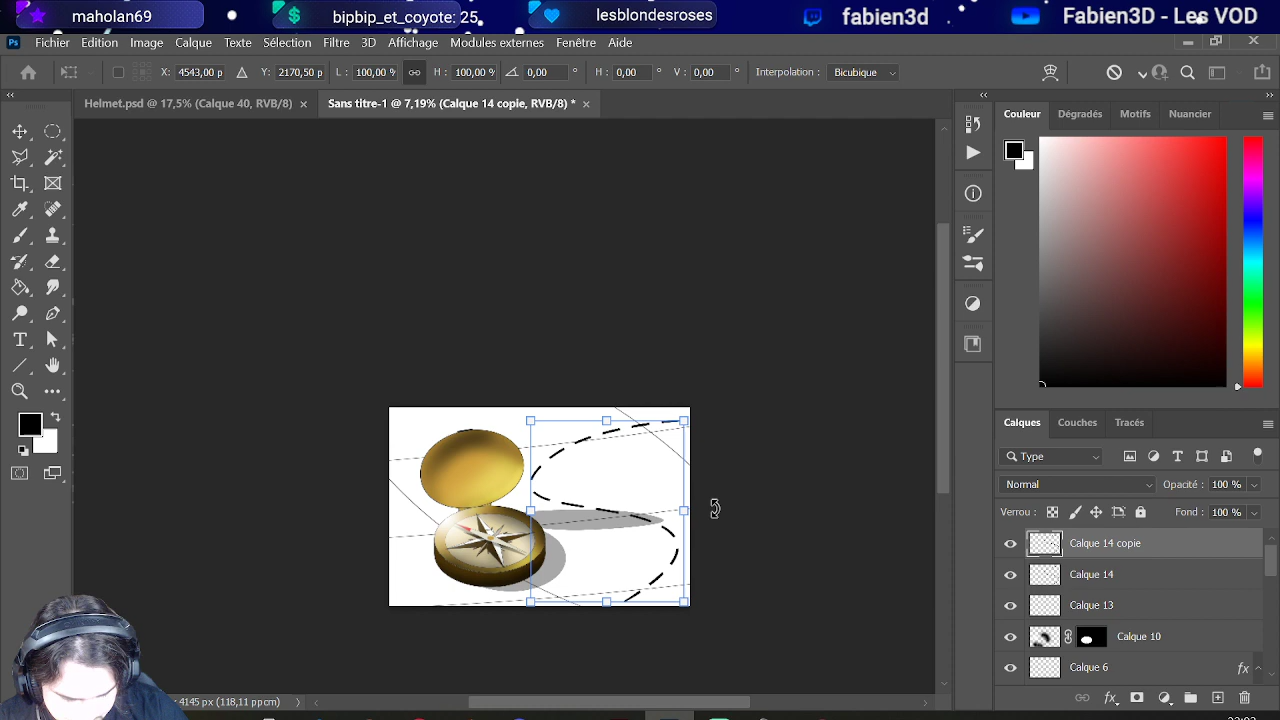 maholan69
bipbip_et_coyote: 25
lesblondesroses
fabien3d
Fabien3D - Les VOD
Ps Fichier Edition Image Calque Texte Sélection Filtre 3D Affichage Modules externes Fenêtre Aide
X: 4543,00 p Y: 2170,50 p L: 100,00 % H: 100,00 % 0,00 ° H: 0,00 ° V: 0,00 ° Interpolation : Bicubique
Helmet.psd @ 17,5% (Calque 40, RVB/8) Sans titre-1 @ 7,19% (Calque 14 copie, RVB/8) *
Couleur Dégradés Motifs Nuancier
Calques Couches Tracés
Type
Normal Opacité : 100 %
Verrou : Fond : 100 %
Calque 14 copie
Calque 14
Calque 13
Calque 10
Calque 6 fx
4145 px (118,11 ppcm)
fx